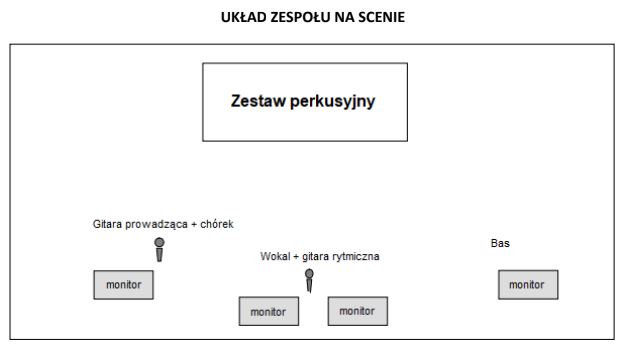 UKŁAD ZESPOŁU NA SCENIE
Zestaw perkusyjny
Gitara prowadząca + chórek
Wokal + gitara rytmiczna
Bas
monitor
monitor
monitor
monitor